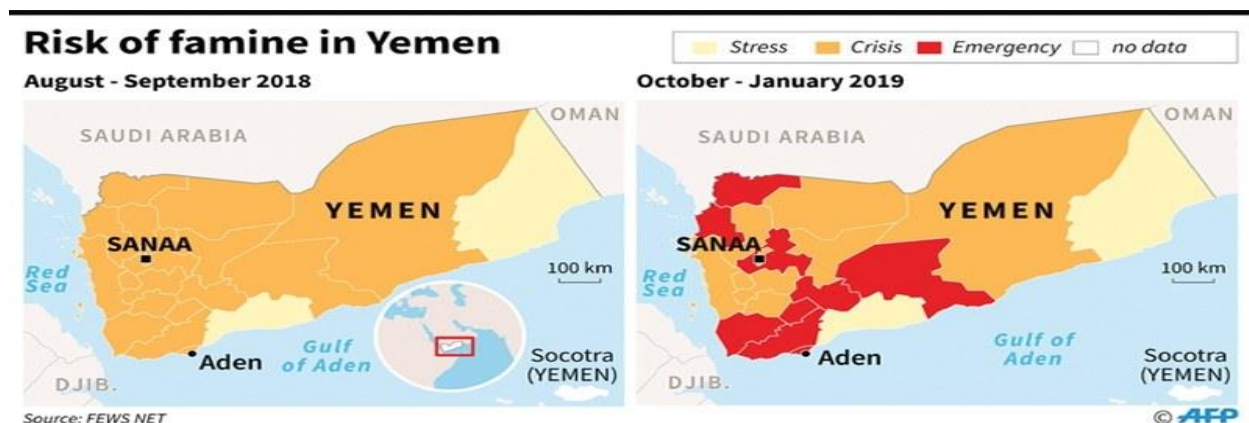 Risk of famine in Yemen
Stress Crisis Emergency no data
August - September 2018
OMAN
SAUDI ARABIA
YEMEN
SANAA
Red
Sea
100 km
Gulf
of Aden
Aden
Socotra
(YEMEN)
DJIB.
October - January 2019
OMAN
SAUDI ARABIA
YEMEN
SANAA
Red
Sea
100 km
Gulf of
Aden
Aden
Socotra
(YEMEN)
DJIB.
Source: FEWS NET
© AFP